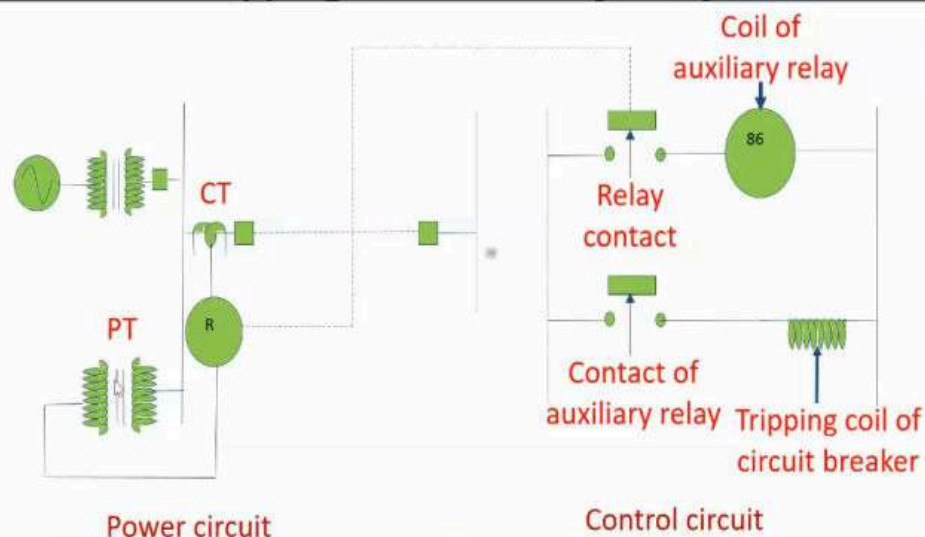 Coil of
auxiliary relay
86
CT
Relay
contact
PT
R
Contact of
auxiliary relay
Tripping coil of
circuit breaker
Power circuit
Control circuit